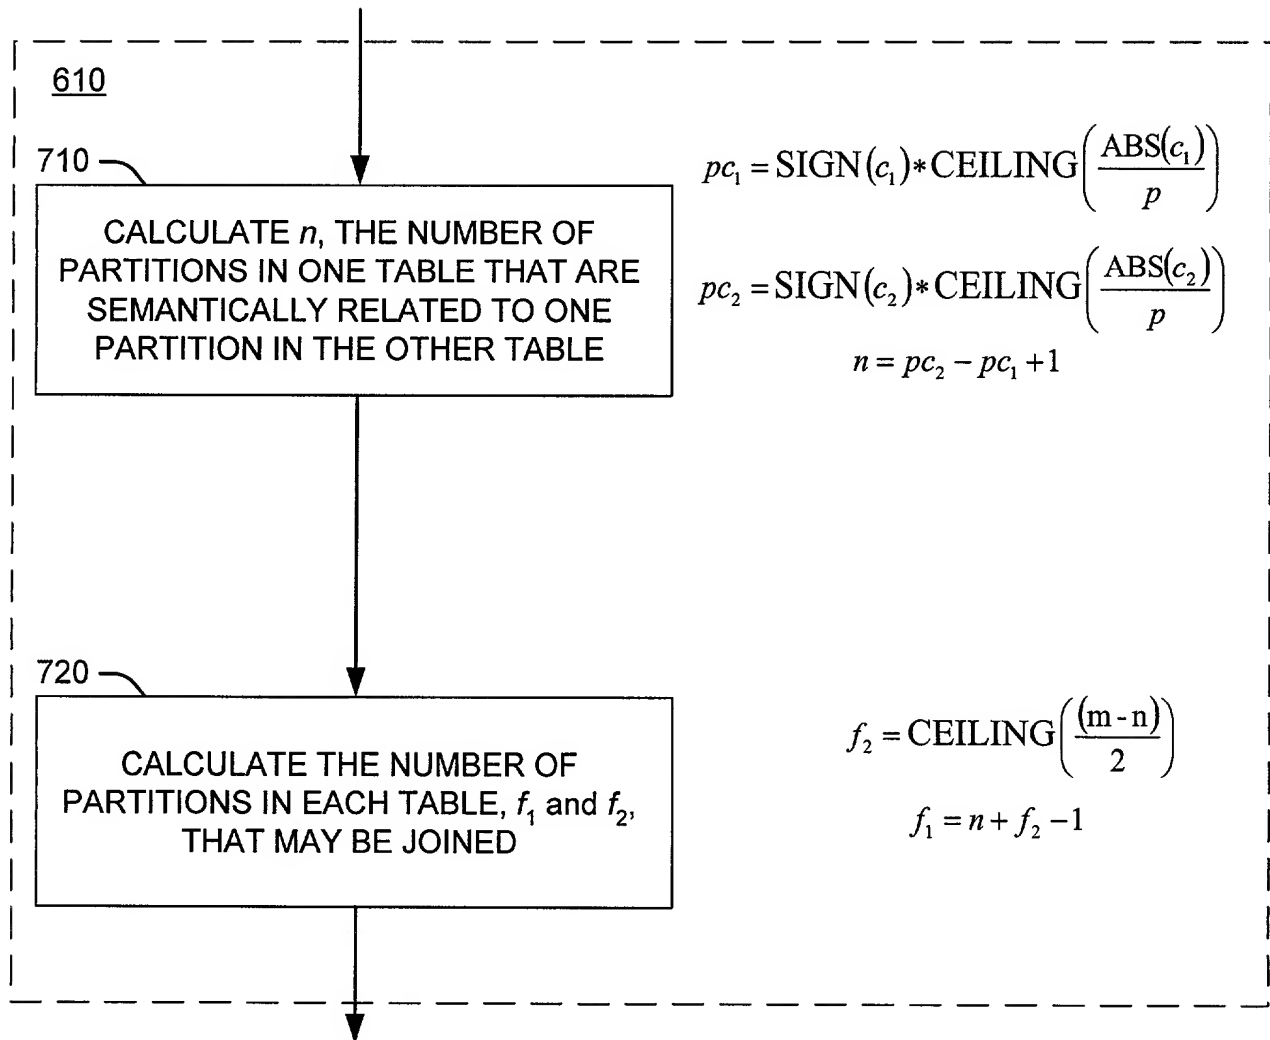 610
710
CALCULATE n, THE NUMBER OF
PARTITIONS IN ONE TABLE THAT ARE
SEMANTICALLY RELATED TO ONE
PARTITION IN THE OTHER TABLE
pc₁ = SIGN(c₁)*CEILING(ABS(c₁)/p)
pc₂ = SIGN(c₂)*CEILING(ABS(c₂)/p)
n = pc₂ − pc₁ + 1
720
CALCULATE THE NUMBER OF
PARTITIONS IN EACH TABLE, f₁ and f₂,
THAT MAY BE JOINED
f₂ = CEILING((m - n)/2)
f₁ = n + f₂ − 1